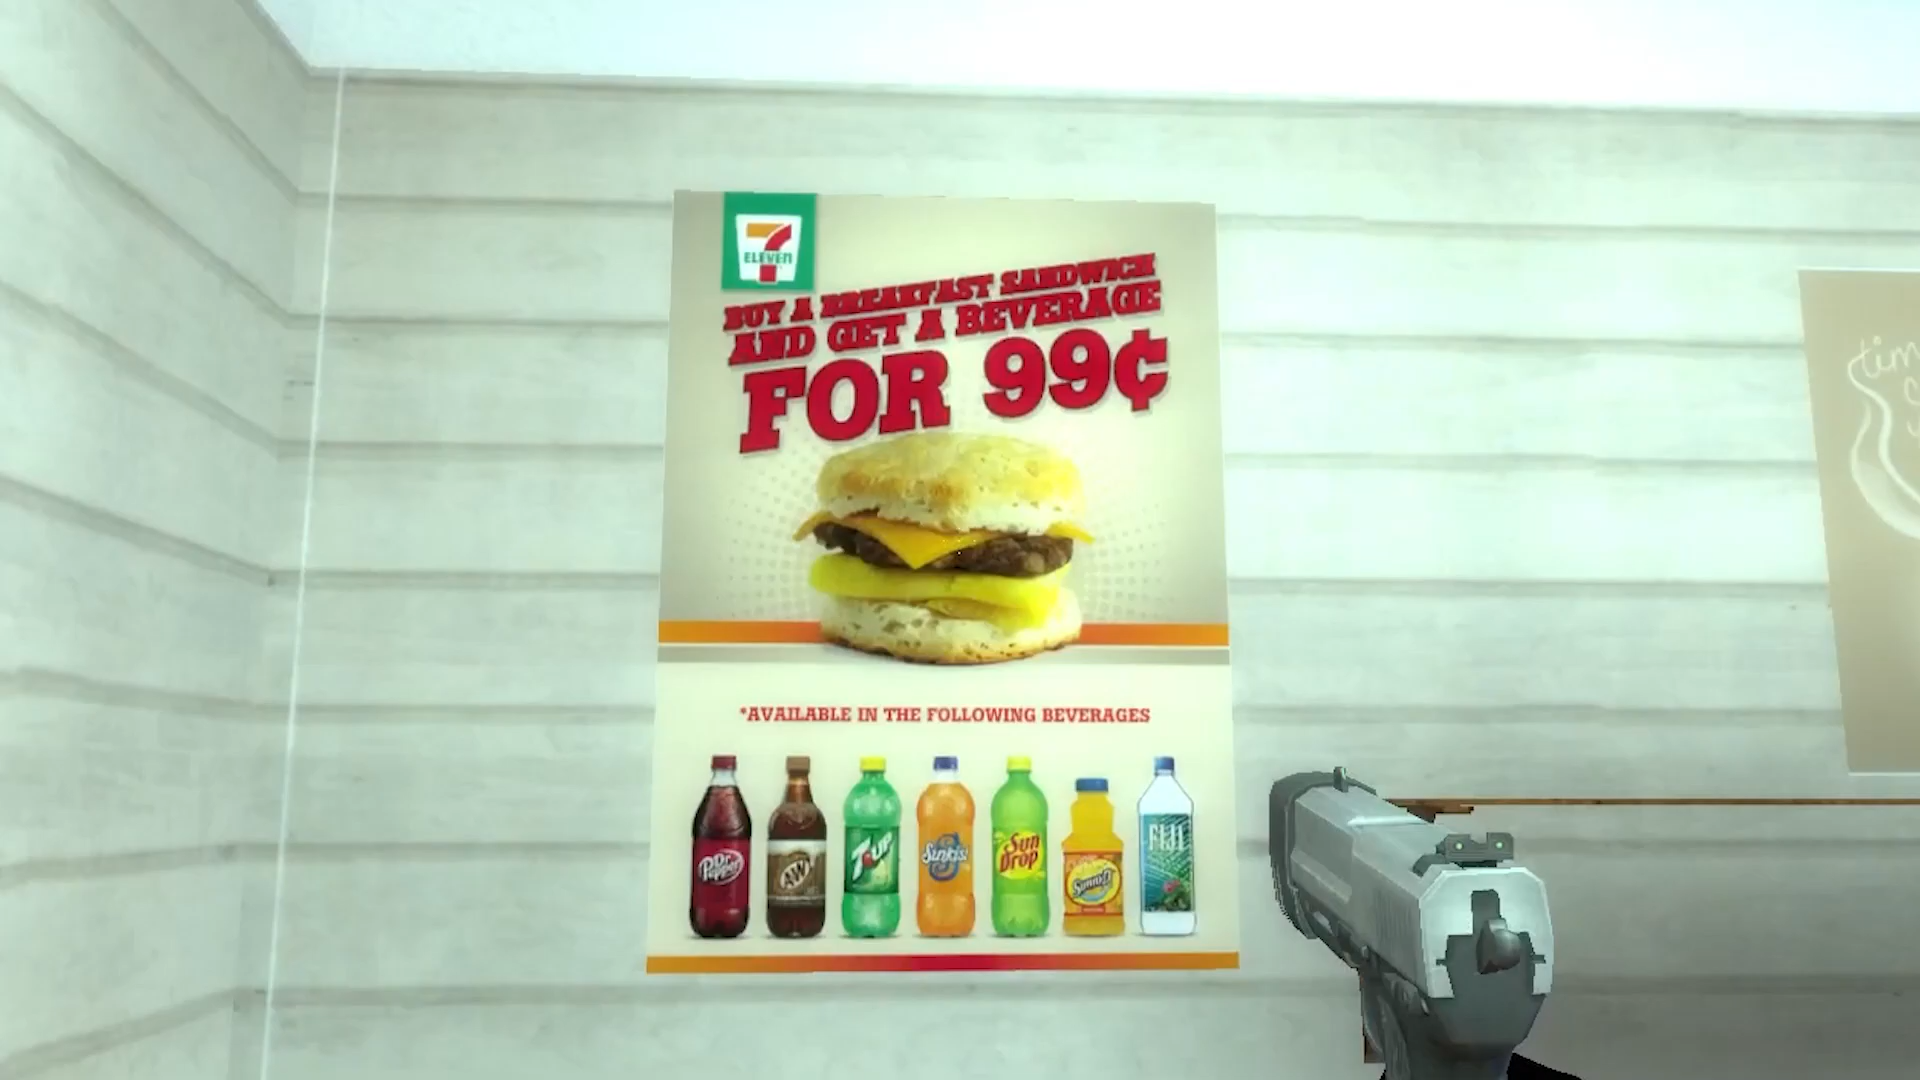 7
ELEVEN
BUY A BREAKFAST SANDWICH
AND GET A BEVERAGE
FOR 99¢
*AVAILABLE IN THE FOLLOWING BEVERAGES
Dr Pepper
A&W
7UP
Sunkist
Sun Drop
SunnyD
FIJI